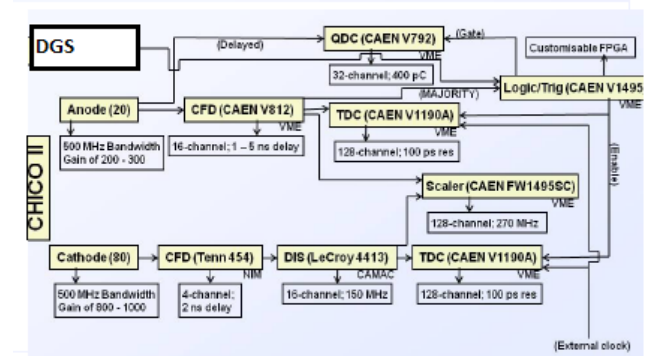 DGS
QDC (CAEN V792)
(Delayed)
VME
(Gate)
Customisable FPGA
32-channel; 400 pC
Logic/Trig (CAEN V1495
VME
(MAJORITY)
Anode (20)
CFD (CAEN V812)
VME
TDC (CAEN V1190A)
VME
500 MHz Bandwidth
Gain of 200 - 300
16-channel; 1 – 5 ns delay
128-channel; 100 ps res
(Enable)
CHICO II
Scaler (CAEN FW1495SC)
VME
128-channel; 270 MHz
Cathode (80)
CFD (Tenn 454)
NIM
DIS (LeCroy 4413)
CAMAC
TDC (CAEN V1190A)
VME
500 MHz Bandwidth
Gain of 800 - 1000
4-channel;
2 ns delay
16-channel; 150 MHz
128-channel; 100 ps res
(External clock)